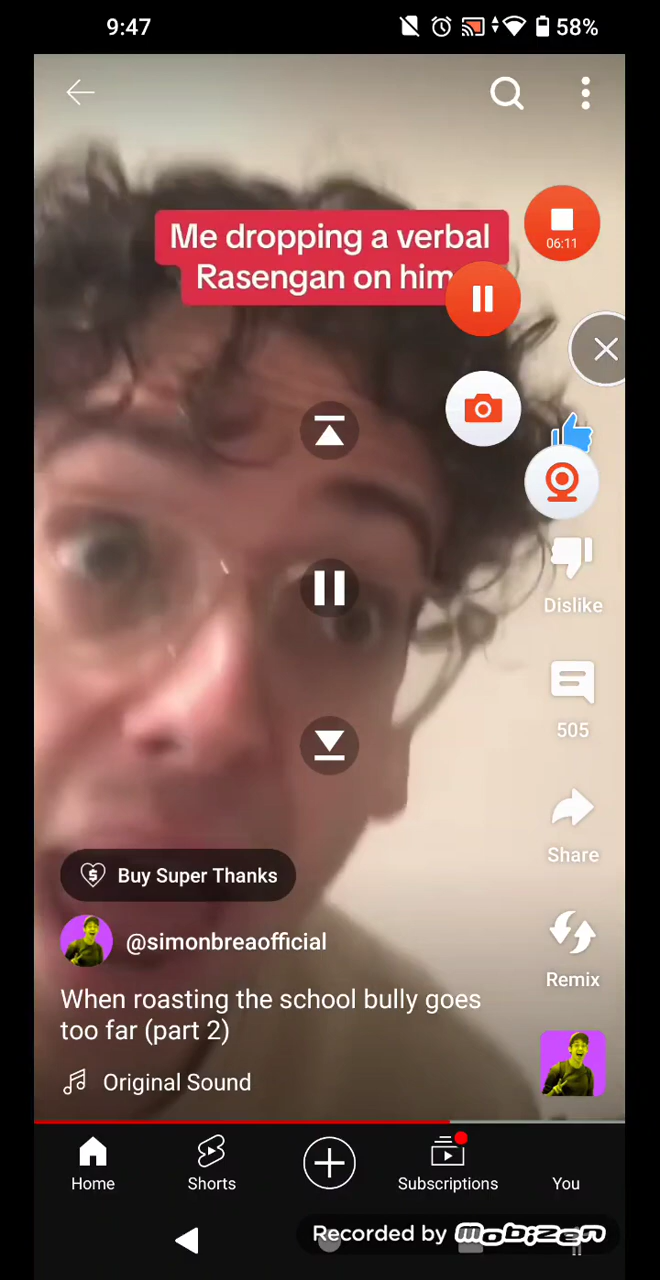 9:47
58%
Me dropping a verbal
Rasengan on him
06:11
Dislike
505
Share
Buy Super Thanks
@simonbreaofficial
Remix
When roasting the school bully goes
too far (part 2)
Original Sound
Home
Shorts
Subscriptions
You
Recorded by mobizen